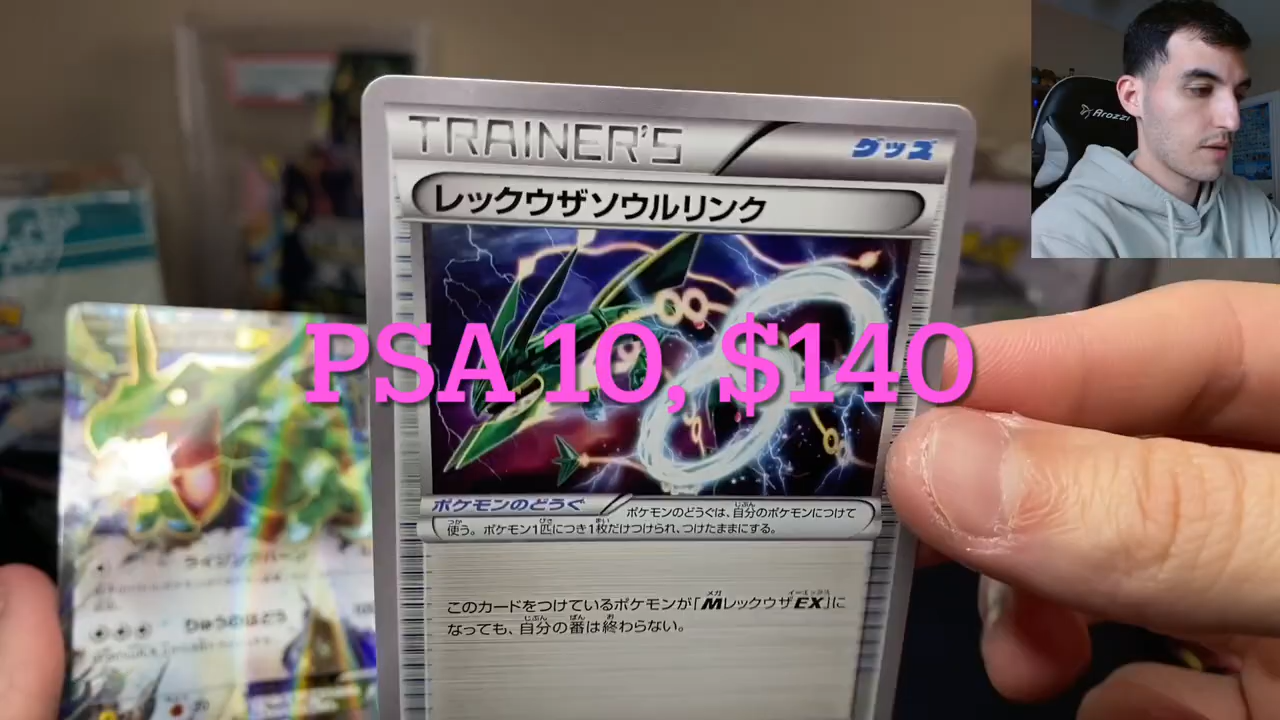 TRAINER'S
グッズ
レックウザソウルリンク
Arozzi
PSA 10, $140
ポケモンのどうぐ
ポケモンのどうぐは、自分のポケモンにつけて
使う。ポケモン1匹につき1枚だけつけられ、つけたままにする。
このカードをつけているポケモンが「MレックウザEX」に
なっても、自分の番は終わらない。
りゅうのはどう